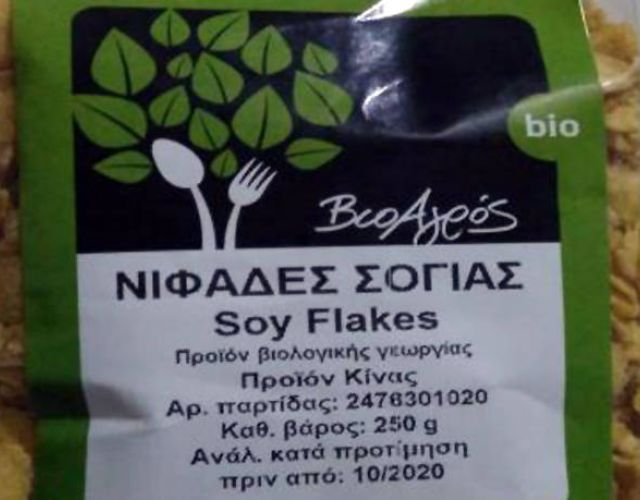 bio
ΒιοΑγρός
ΝΙΦΑΔΕΣ ΣΟΓΙΑΣ
Soy Flakes
Προϊόν βιολογικής γεωργίας
Προϊόν Κίνας
Αρ. παρτίδας: 2476301020
Καθ. βάρος: 250 g
Ανάλ. κατά προτίμηση
πριν από: 10/2020